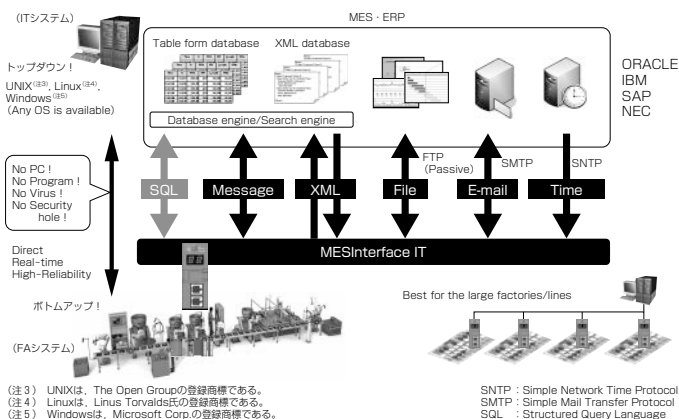 (ITシステム)
MES · ERP
Table form database
XML database
トップダウン!
UNIX(注3), Linux(注4),
Windows(注5)
(Any OS is available)
ORACLE
IBM
SAP
NEC
Database engine/Search engine
FTP
(Passive)
SMTP
SNTP
No PC !
No Program !
No Virus !
No Security
hole !
SQL
Message
XML
File
E-mail
Time
MESInterface IT
Direct
Real-time
High-Reliability
ボトムアップ!
Best for the large factories/lines
(FAシステム)
(注3) UNIXは,The Open Groupの登録商標である。
(注4) Linuxは,Linus Torvalds氏の登録商標である。
(注5) Windowsは,Microsoft Corp.の登録商標である。
SNTP : Simple Network Time Protocol
SMTP : Simple Mail Transfer Protocol
SQL : Structured Query Language